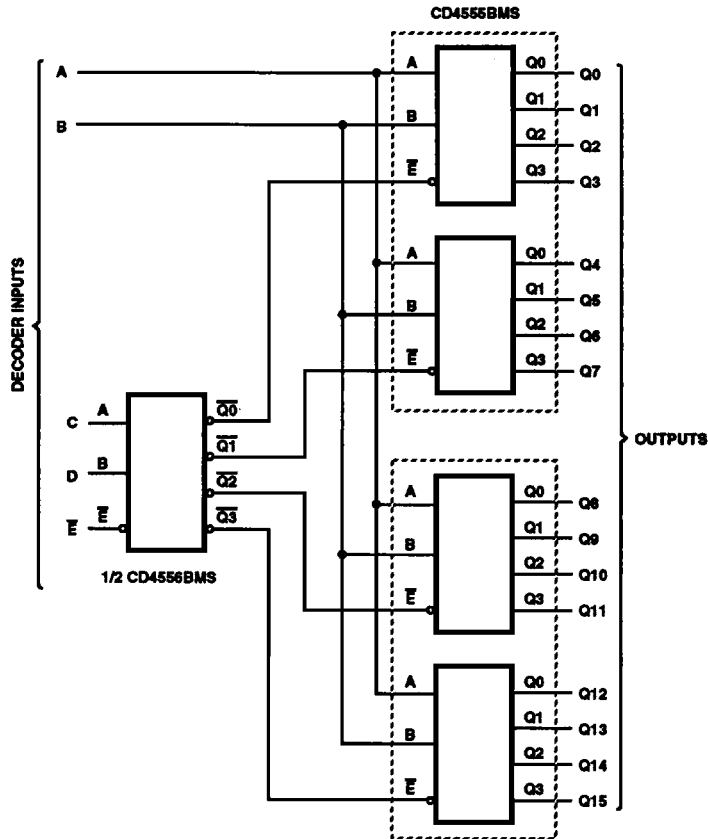 CD4555BMS
A
A
Q0
Q0
Q1
Q1
B
B
Q2
Q2
E̅
Q3
Q3
A
Q0
Q4
Q1
Q5
B
Q2
Q6
E̅
Q3
Q7
DECODER INPUTS
C
A
Q̅0̅
D
B
Q̅1̅
Q̅2̅
E̅
E̅
Q̅3̅
1/2 CD4556BMS
OUTPUTS
A
Q0
Q8
Q1
Q9
B
Q2
Q10
E̅
Q3
Q11
A
Q0
Q12
Q1
Q13
B
Q2
Q14
E̅
Q3
Q15